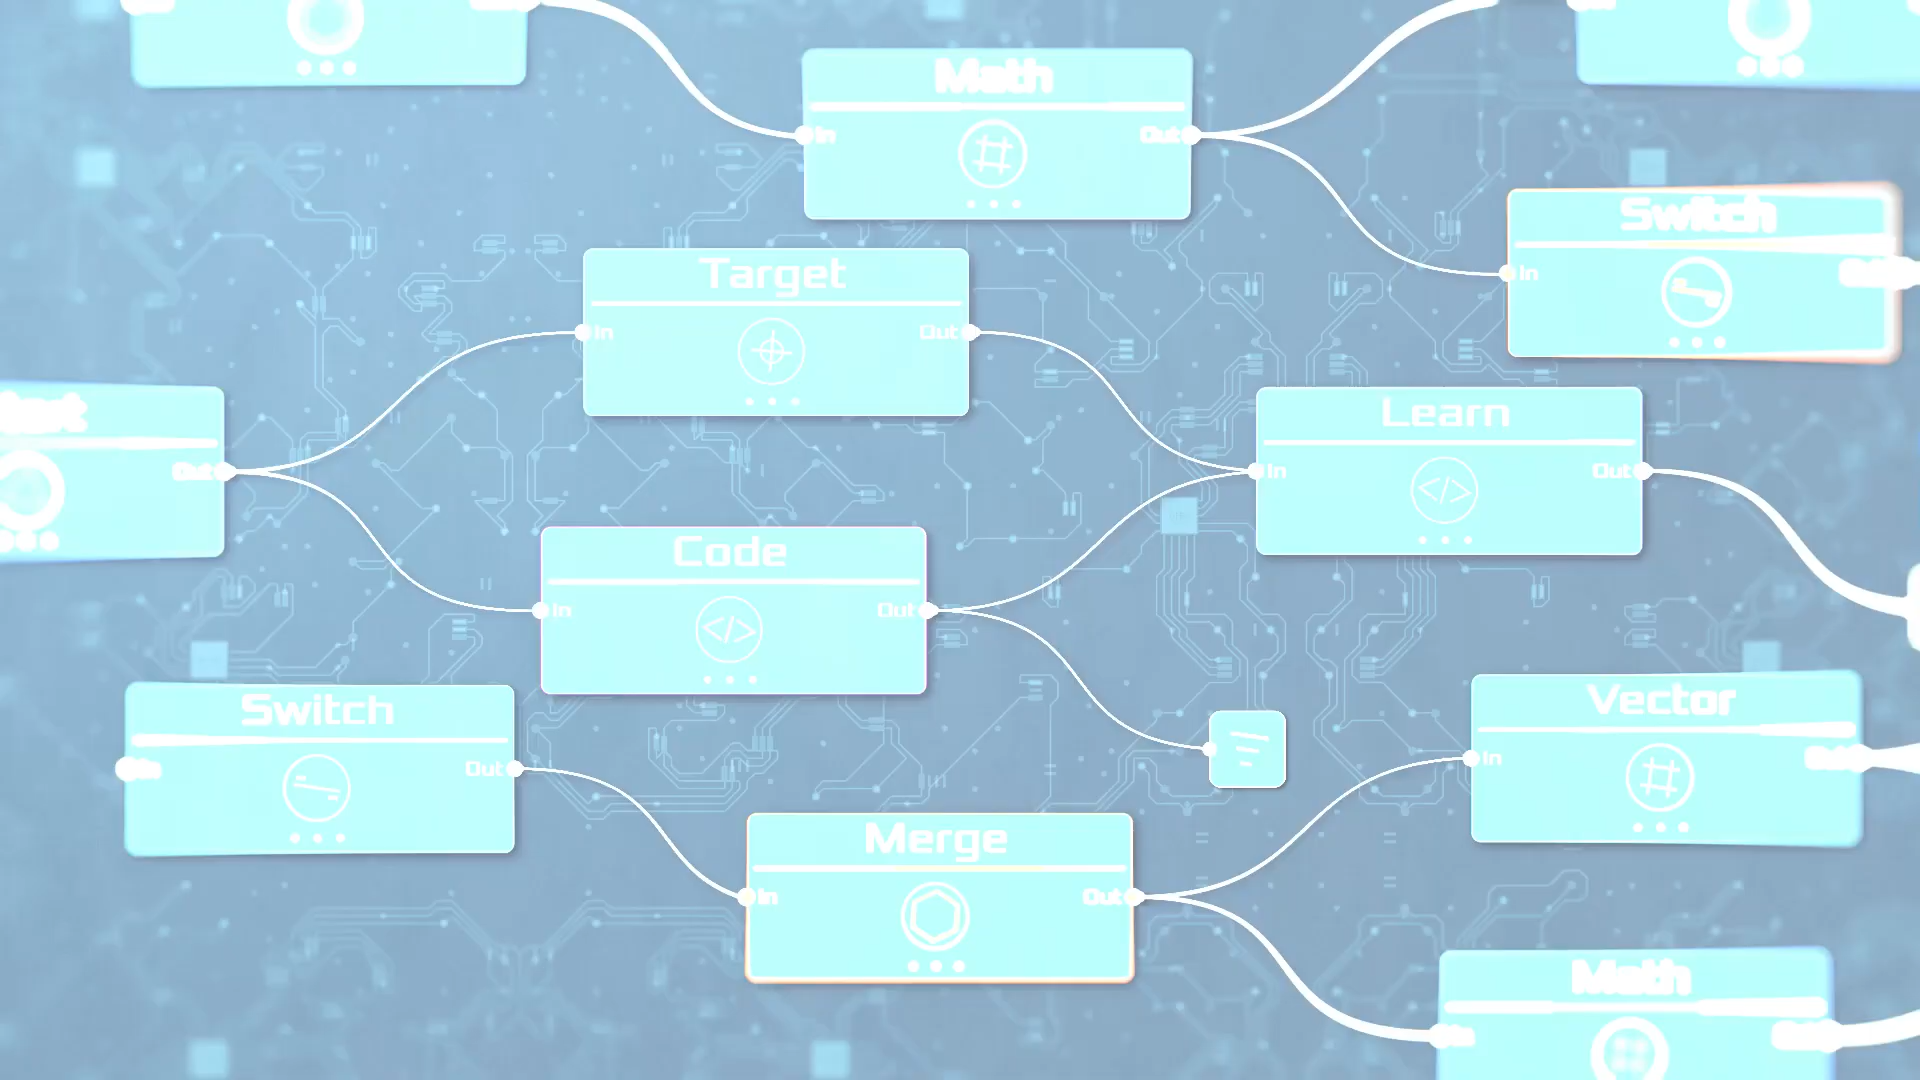 Math
In
Out
Switch
In
Target
In
Out
Out
Learn
In
Out
Code
In
Out
Switch
Out
Vector
In
Merge
In
Out
Math